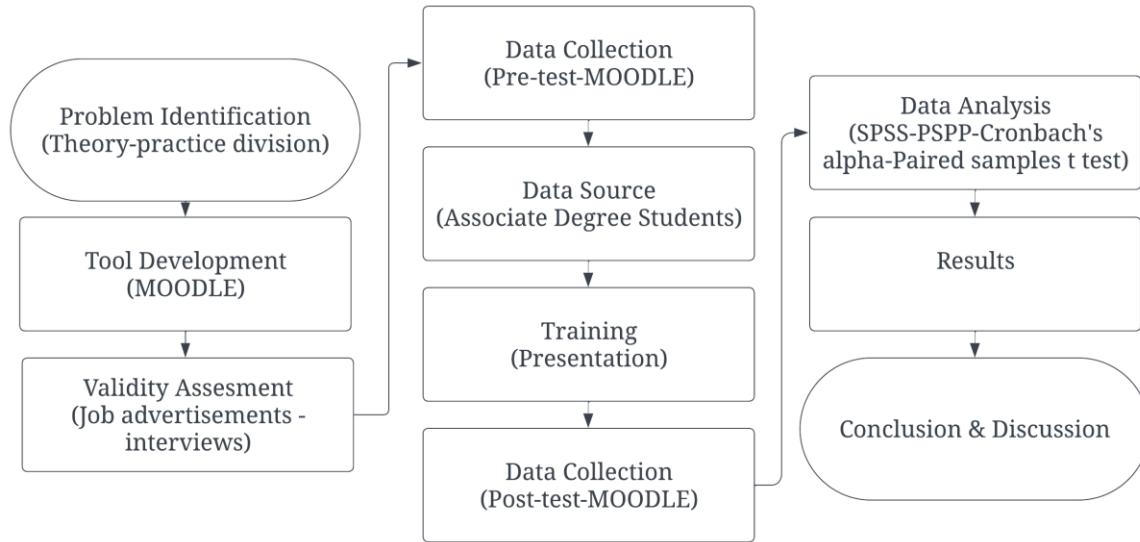 Problem Identification
(Theory-practice division)
Tool Development
(MOODLE)
Validity Assesment
(Job advertisements -
interviews)
Data Collection
(Pre-test-MOODLE)
Data Source
(Associate Degree Students)
Training
(Presentation)
Data Collection
(Post-test-MOODLE)
Data Analysis
(SPSS-PSPP-Cronbach's
alpha-Paired samples t test)
Results
Conclusion & Discussion